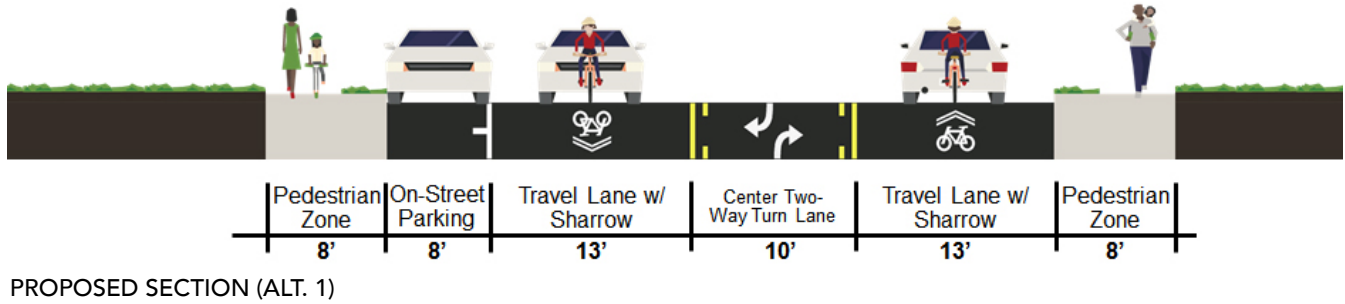 Pedestrian Zone
8’
On-Street Parking
8’
Travel Lane w/ Sharrow
13’
Center Two-Way Turn Lane
10’
Travel Lane w/ Sharrow
13’
Pedestrian Zone
8’
PROPOSED SECTION (ALT. 1)